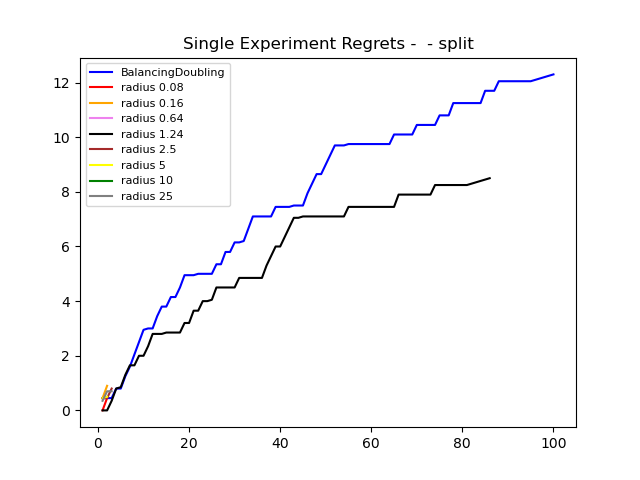 Single Experiment Regrets -  - split
BalancingDoubling
radius 0.08
radius 0.16
radius 0.64
radius 1.24
radius 2.5
radius 5
radius 10
radius 25
12
10
8
6
4
2
0
0 20 40 60 80 100